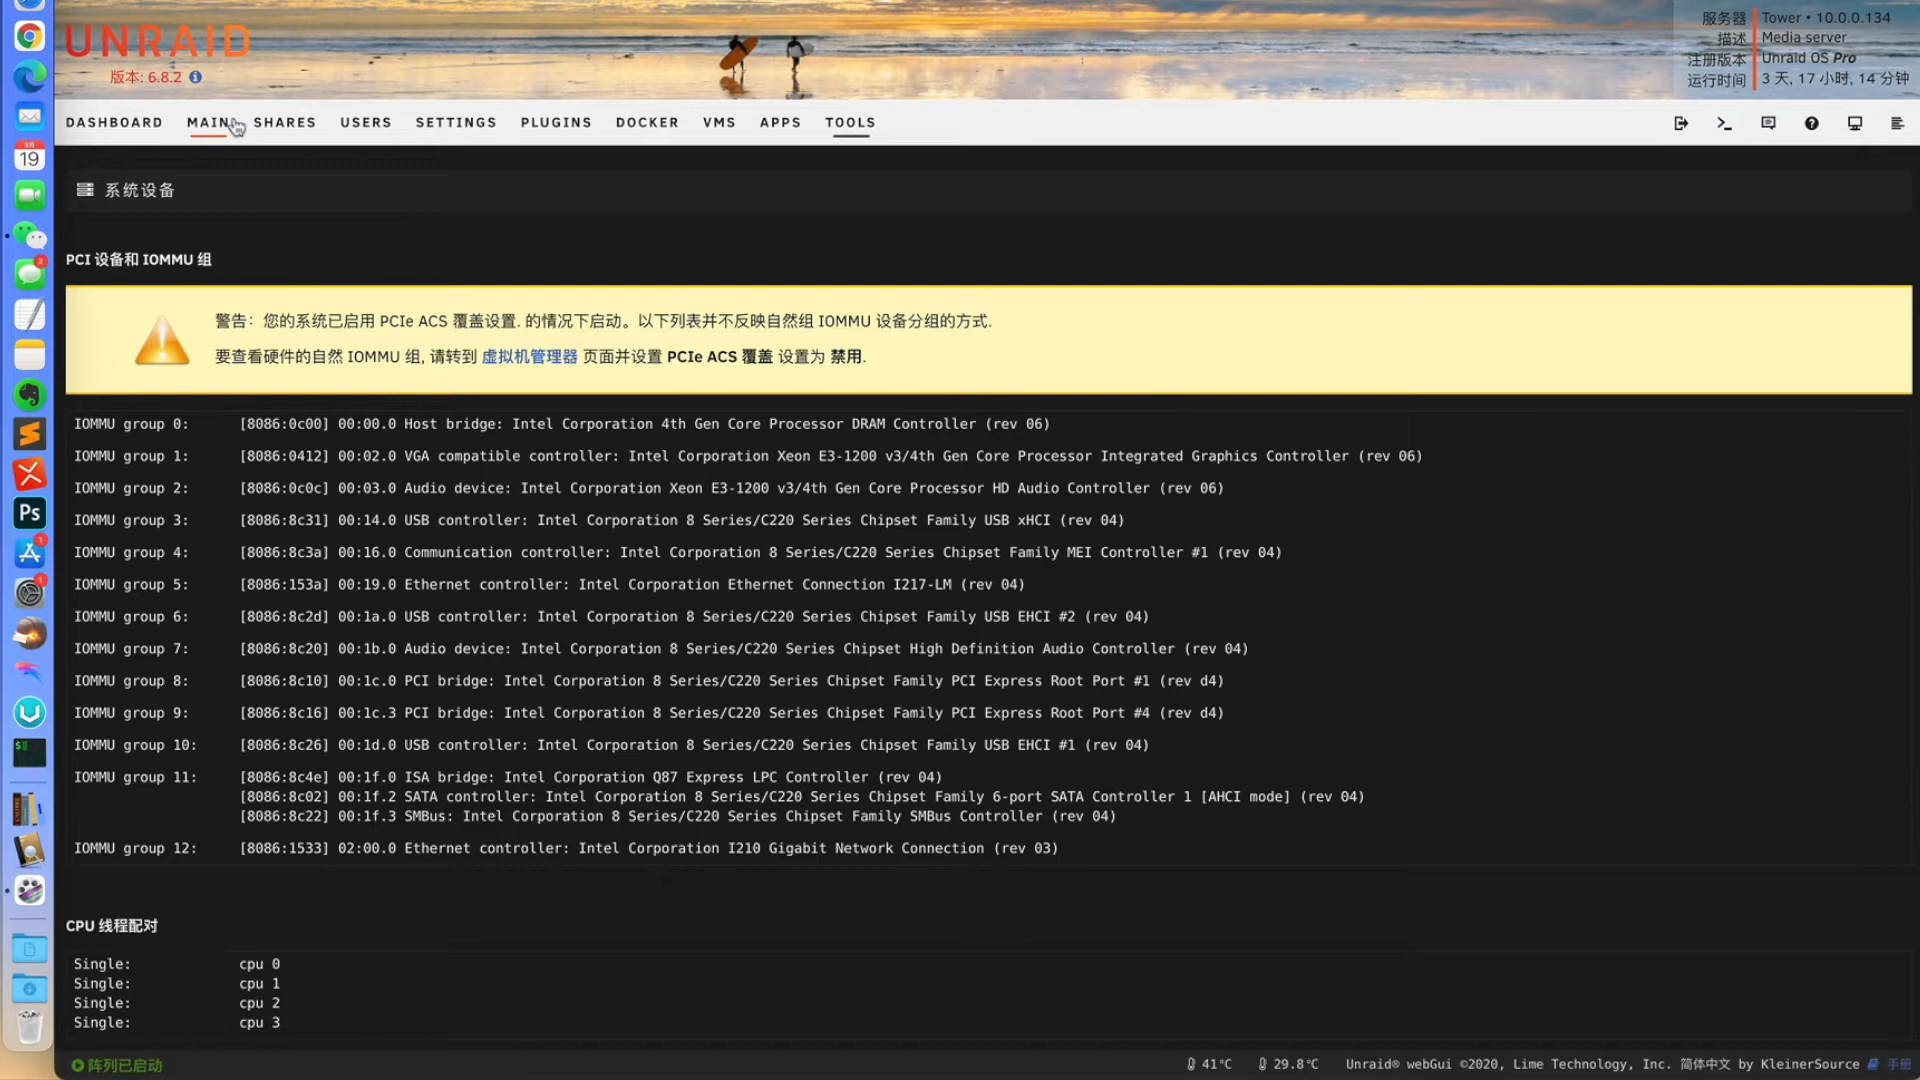 UNRAID
版本: 6.8.2
服务器 Tower • 10.0.0.134
描述 Media server
注册版本 Unraid OS Pro
运行时间 3 天, 17 小时, 14 分钟
DASHBOARD MAIN SHARES USERS SETTINGS PLUGINS DOCKER VMS APPS TOOLS
19
系统设备
PCI 设备和 IOMMU 组
警告: 您的系统已启用 PCIe ACS 覆盖设置. 的情况下启动。以下列表并不反映自然组 IOMMU 设备分组的方式.
要查看硬件的自然 IOMMU 组, 请转到 虚拟机管理器 页面并设置 PCIe ACS 覆盖 设置为 禁用.
IOMMU group 0: [8086:0c00] 00:00.0 Host bridge: Intel Corporation 4th Gen Core Processor DRAM Controller (rev 06)
IOMMU group 1: [8086:0412] 00:02.0 VGA compatible controller: Intel Corporation Xeon E3-1200 v3/4th Gen Core Processor Integrated Graphics Controller (rev 06)
IOMMU group 2: [8086:0c0c] 00:03.0 Audio device: Intel Corporation Xeon E3-1200 v3/4th Gen Core Processor HD Audio Controller (rev 06)
IOMMU group 3: [8086:8c31] 00:14.0 USB controller: Intel Corporation 8 Series/C220 Series Chipset Family USB xHCI (rev 04)
IOMMU group 4: [8086:8c3a] 00:16.0 Communication controller: Intel Corporation 8 Series/C220 Series Chipset Family MEI Controller #1 (rev 04)
IOMMU group 5: [8086:153a] 00:19.0 Ethernet controller: Intel Corporation Ethernet Connection I217-LM (rev 04)
IOMMU group 6: [8086:8c2d] 00:1a.0 USB controller: Intel Corporation 8 Series/C220 Series Chipset Family USB EHCI #2 (rev 04)
IOMMU group 7: [8086:8c20] 00:1b.0 Audio device: Intel Corporation 8 Series/C220 Series Chipset High Definition Audio Controller (rev 04)
IOMMU group 8: [8086:8c10] 00:1c.0 PCI bridge: Intel Corporation 8 Series/C220 Series Chipset Family PCI Express Root Port #1 (rev d4)
IOMMU group 9: [8086:8c16] 00:1c.3 PCI bridge: Intel Corporation 8 Series/C220 Series Chipset Family PCI Express Root Port #4 (rev d4)
IOMMU group 10: [8086:8c26] 00:1d.0 USB controller: Intel Corporation 8 Series/C220 Series Chipset Family USB EHCI #1 (rev 04)
IOMMU group 11: [8086:8c4e] 00:1f.0 ISA bridge: Intel Corporation Q87 Express LPC Controller (rev 04)
[8086:8c02] 00:1f.2 SATA controller: Intel Corporation 8 Series/C220 Series Chipset Family 6-port SATA Controller 1 [AHCI mode] (rev 04)
[8086:8c22] 00:1f.3 SMBus: Intel Corporation 8 Series/C220 Series Chipset Family SMBus Controller (rev 04)
IOMMU group 12: [8086:1533] 02:00.0 Ethernet controller: Intel Corporation I210 Gigabit Network Connection (rev 03)
Ps
CPU 线程配对
Single: cpu 0
Single: cpu 1
Single: cpu 2
Single: cpu 3
阵列已启动
41°C 29.8°C Unraid® webGui ©2020, Lime Technology, Inc. 简体中文 by KleinerSource 手册